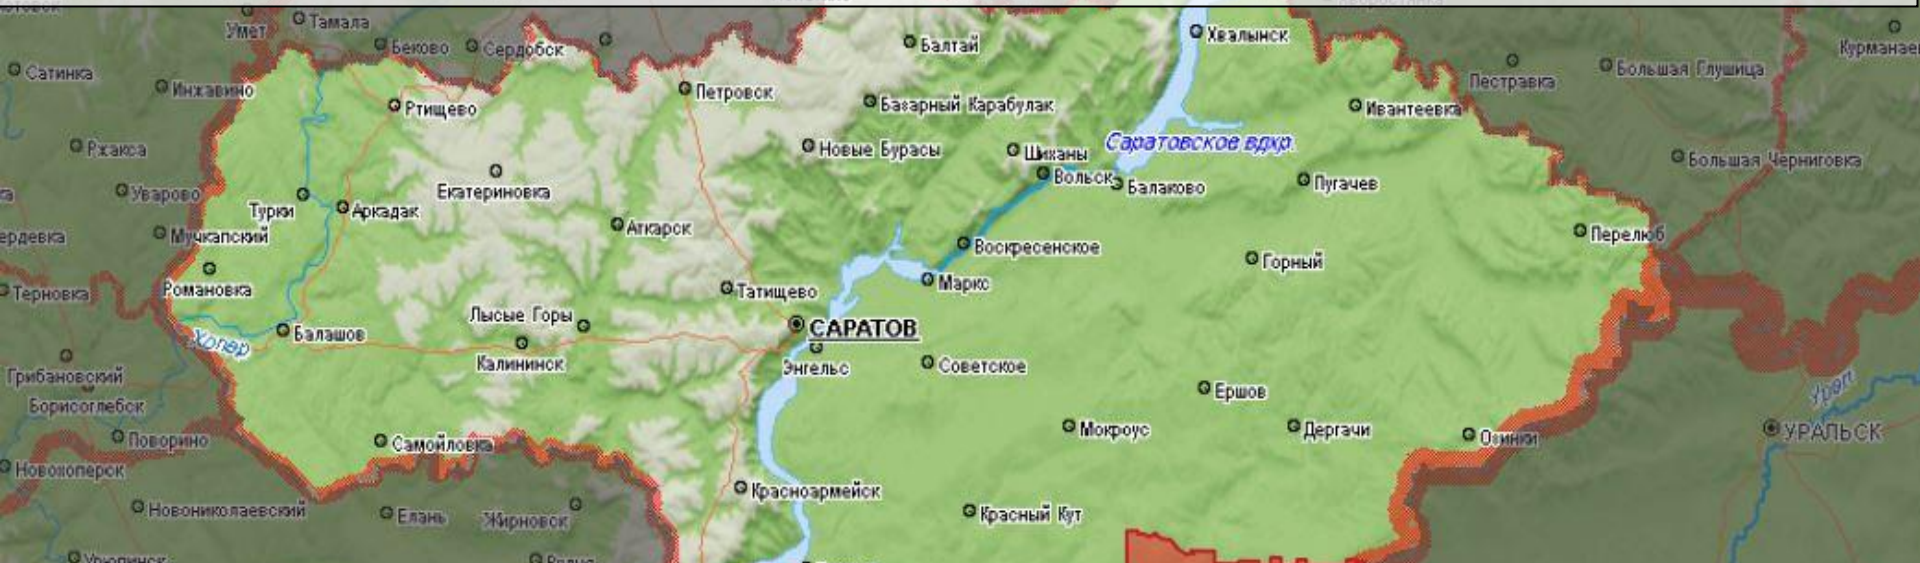 Умет
Тамала
Беково
Сердобск
Балтай
Хвалынск
Сатинка
Инжавино
Ртищево
Петровск
Базарный Карабулак
Ивантеевка
Пестравка
Большая Глушица
Ржакса
Екатериновка
Новые Бурасы
Шиханы
Саратовское вдхр.
Большая Черниговка
Уварово
Турки
Аркадак
Аткарск
Вольск
Балаково
Пугачев
Мучкапский
Воскресенское
Горный
Перелюб
Терновка
Романовка
Татищево
Маркс
Хопер
Балашов
Лысые Горы
САРАТОВ
Калининск
Энгельс
Советское
Грибановский
Борисоглебск
Ершов
Урал
Поворино
Самойловка
Мокроус
Дергачи
Озинки
УРАЛЬСК
Новохоперск
Красноармейск
Новониколаевский
Елань
Жирновск
Красный Кут